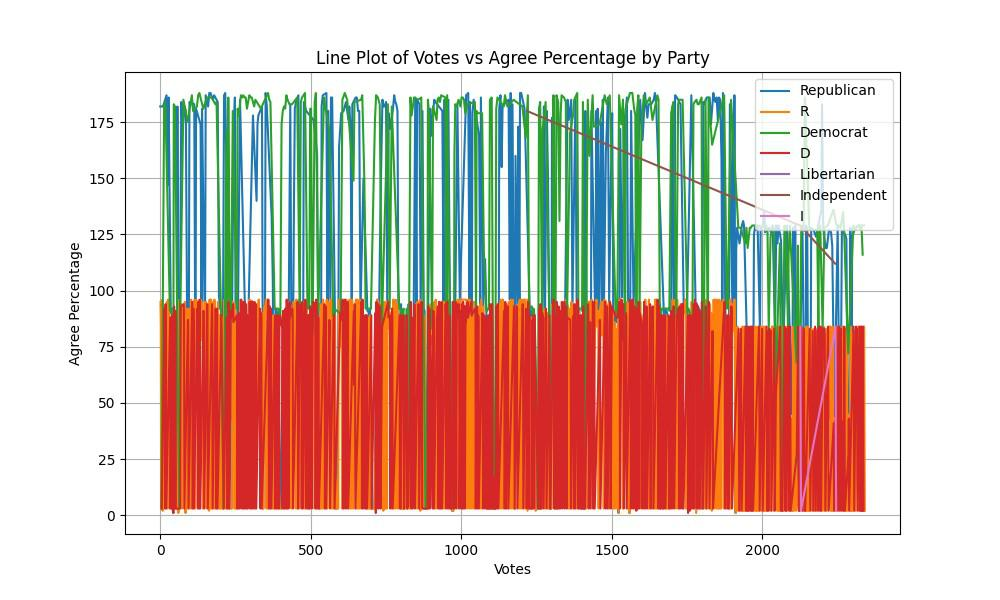 Line Plot of Votes vs Agree Percentage by Party
Agree Percentage
175
150
125
100
75
50
25
0
0 500 1000 1500 2000
Votes
Republican
R
Democrat
D
Libertarian
Independent
I